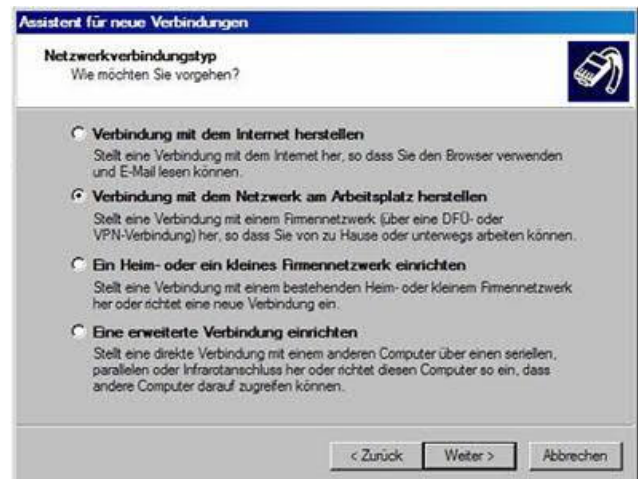 Assistent für neue Verbindungen
Netzwerkverbindungstyp
Wie möchten Sie vorgehen?
Verbindung mit dem Internet herstellen
Stellt eine Verbindung mit dem Internet her, so dass Sie den Browser verwenden
und E-Mail lesen können.
Verbindung mit dem Netzwerk am Arbeitsplatz herstellen
Stellt eine Verbindung mit einem Firmennetzwerk (über eine DFÜ- oder
VPN-Verbindung) her, so dass Sie von zu Hause oder unterwegs arbeiten können.
Ein Heim- oder ein kleines Firmennetzwerk einrichten
Stellt eine Verbindung mit einem bestehenden Heim- oder kleinem Firmennetzwerk
her oder richtet eine neue Verbindung ein.
Eine erweiterte Verbindung einrichten
Stellt eine direkte Verbindung mit einem anderen Computer über einen seriellen,
parallelen oder Infrarotanschluss her oder richtet diesen Computer so ein, dass
andere Computer darauf zugreifen können.
< Zurück Weiter > Abbrechen